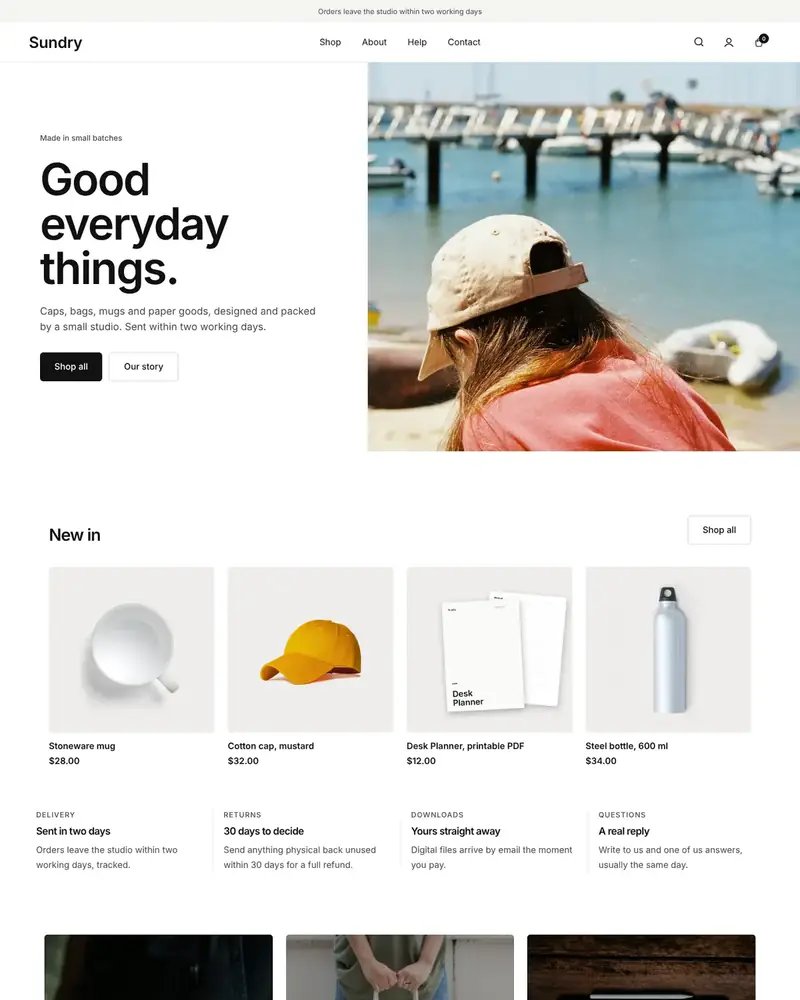 Orders leave the studio within two working days
Sundry
Shop
About
Help
Contact
0
Made in small batches
Good
everyday
things.
Caps, bags, mugs and paper goods, designed and packed
by a small studio. Sent within two working days.
Shop all
Our story
New in
Shop all
Desk
Planner
Stoneware mug
$28.00
Cotton cap, mustard
$32.00
Desk Planner, printable PDF
$12.00
Steel bottle, 600 ml
$34.00
DELIVERY
Sent in two days
Orders leave the studio within two
working days, tracked.
RETURNS
30 days to decide
Send anything physical back unused
within 30 days for a full refund.
DOWNLOADS
Yours straight away
Digital files arrive by email the moment
you pay.
QUESTIONS
A real reply
Write to us and one of us answers,
usually the same day.